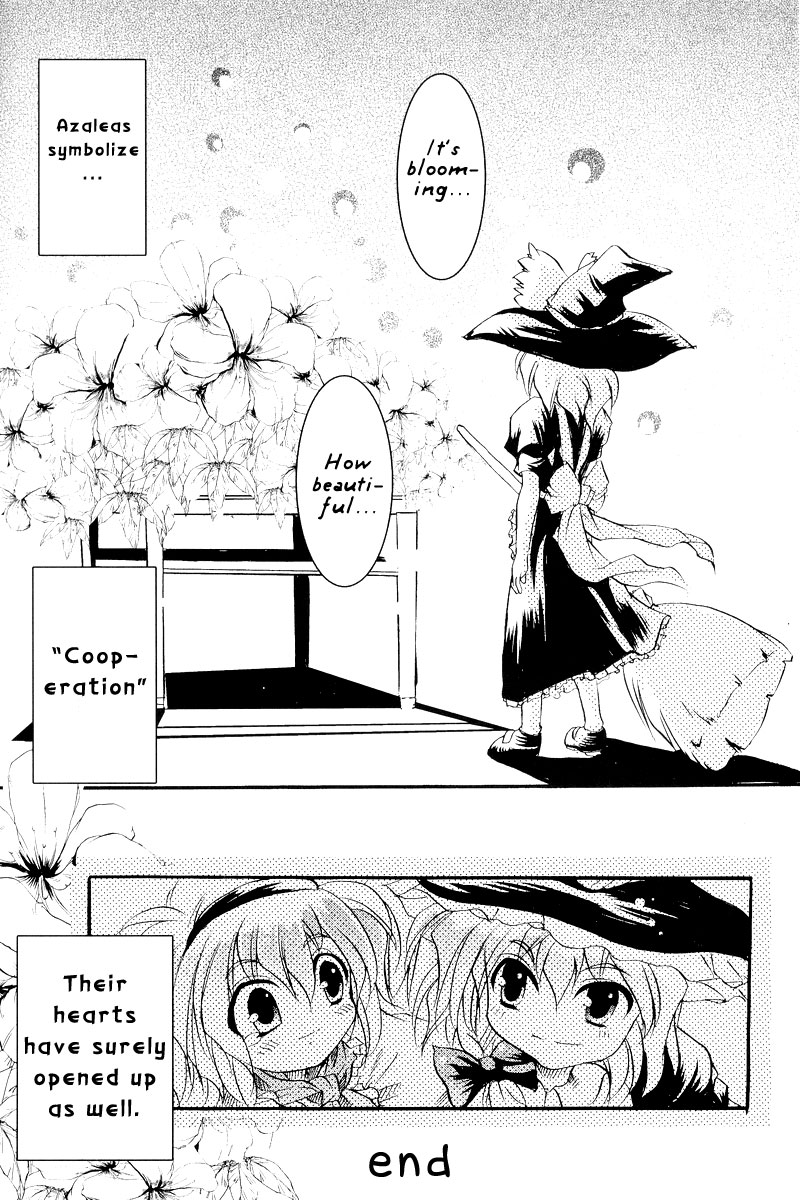 It's
bloom-
ing...
Azaleas
symbolize
...
How
beauti-
ful...
"Coop-
eration"
Their
hearts
have surely
opened up
as well.
end